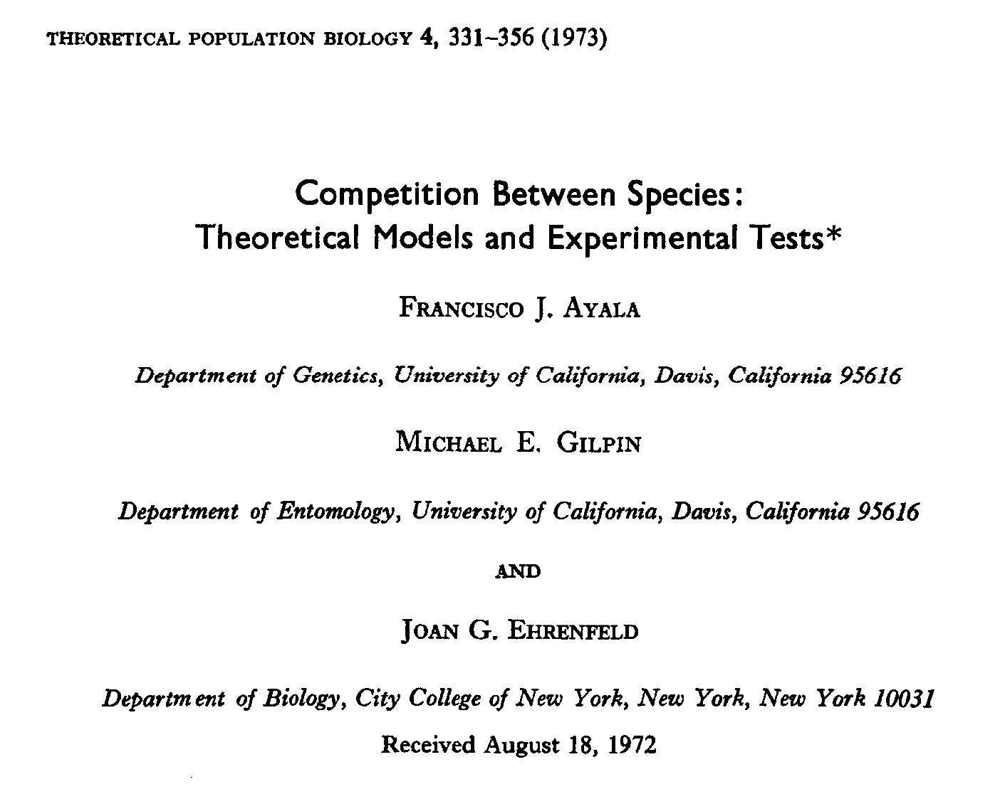 THEORETICAL POPULATION BIOLOGY 4, 331–356 (1973)
Competition Between Species:
Theoretical Models and Experimental Tests*
FRANCISCO J. AYALA
Department of Genetics, University of California, Davis, California 95616
MICHAEL E. GILPIN
Department of Entomology, University of California, Davis, California 95616
AND
JOAN G. EHRENFELD
Department of Biology, City College of New York, New York, New York 10031
Received August 18, 1972